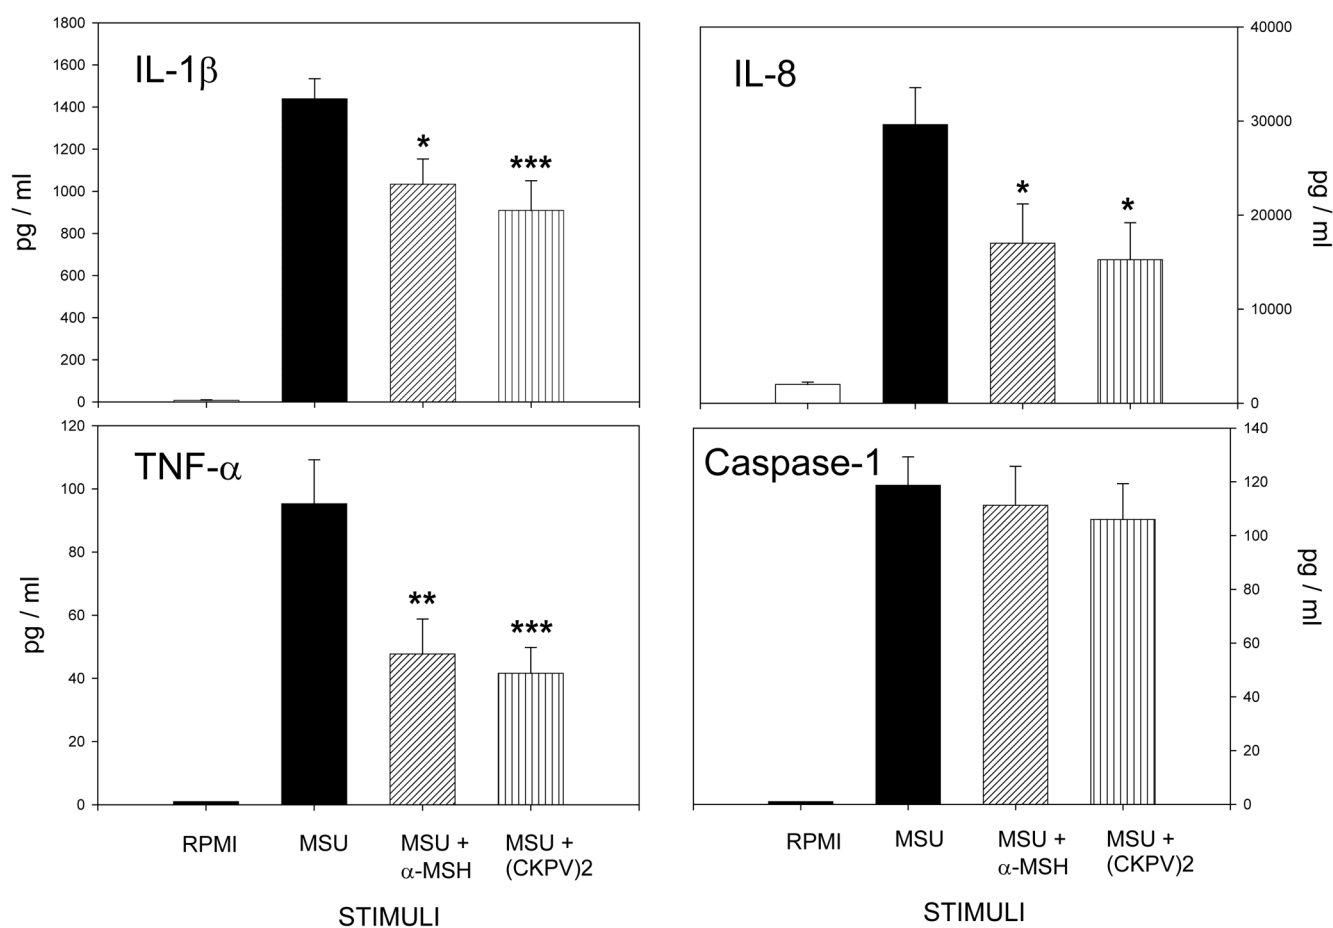 IL-1β
pg / ml
1800
1600
1400
1200
1000
800
600
400
200
0
*
***
IL-8
pg / ml
40000
30000
20000
10000
0
*
*
TNF-α
pg / ml
120
100
80
60
40
20
0
**
***
RPMI
MSU
MSU +
α-MSH
MSU +
(CKPV)2
STIMULI
Caspase-1
pg / ml
140
120
100
80
60
40
20
0
RPMI
MSU
MSU +
α-MSH
MSU +
(CKPV)2
STIMULI